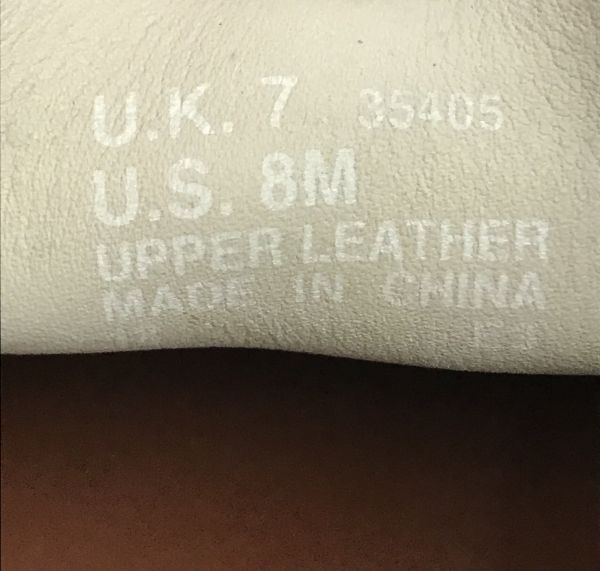 U.K. 7 35405
U.S. 8M
UPPER LEATHER
MADE IN CHINA